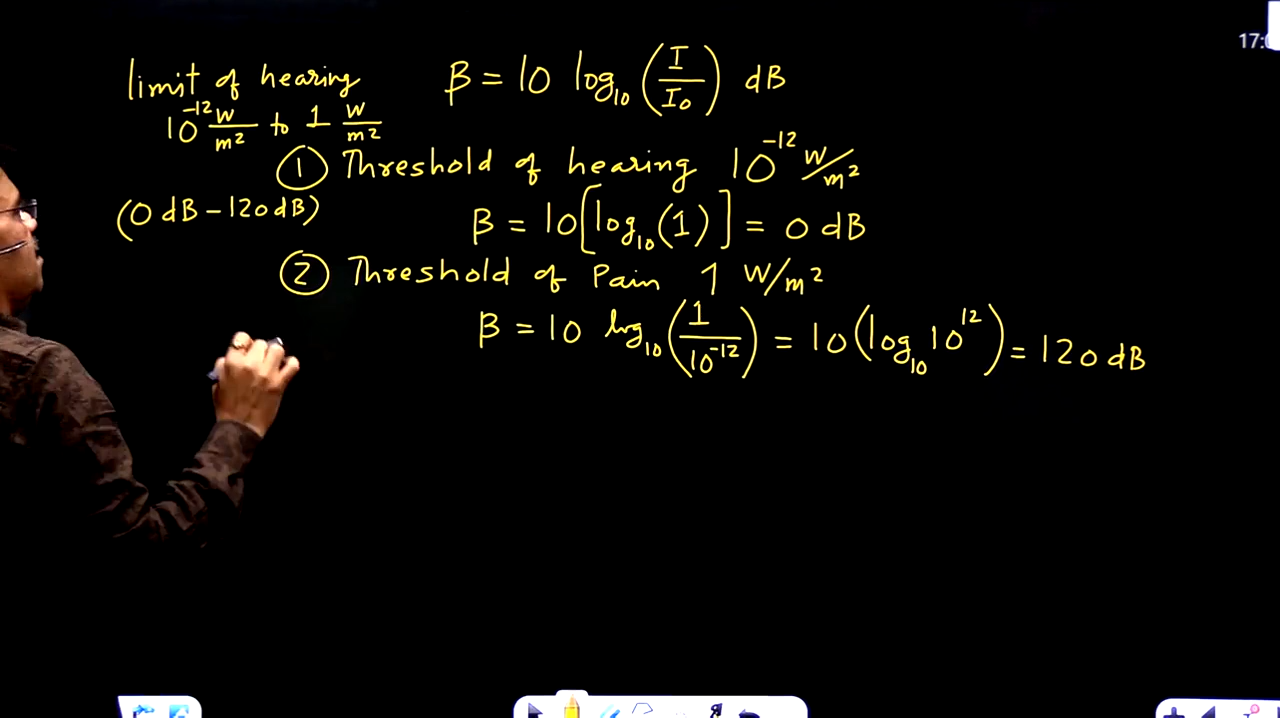 limit of hearing
β = 10 log₁₀ (I/I₀) dB
10⁻¹² W/m² to 1 W/m²
① Threshold of hearing 10⁻¹² W/m²
(0 dB - 120 dB)
β = 10[log₁₀(1)] = 0 dB
② Threshold of Pain 1 W/m²
β = 10 log₁₀ (1/10⁻¹²) = 10(log₁₀ 10¹²) = 120 dB